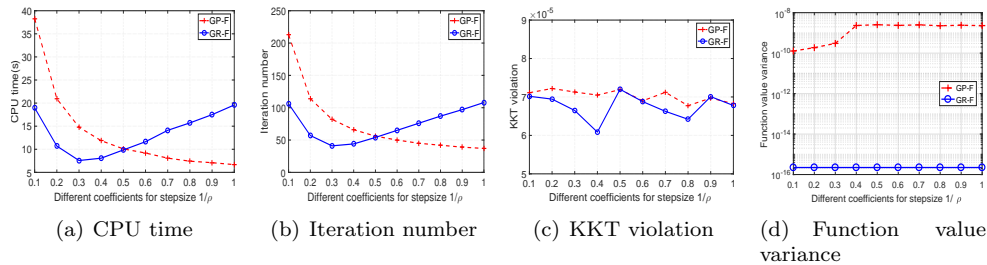 CPU time(s)
40
35
30
25
20
15
10
5
GP-F
GR-F
0.1 0.2 0.3 0.4 0.5 0.6 0.7 0.8 0.9 1
Different coefficients for stepsize 1/ρ
(a) CPU time
Iteration number
250
200
150
100
50
0
GP-F
GR-F
0.1 0.2 0.3 0.4 0.5 0.6 0.7 0.8 0.9 1
Different coefficients for stepsize 1/ρ
(b) Iteration number
KKT violation
9 ×10⁻⁵
8
7
6
5
GP-F
GR-F
0.1 0.2 0.3 0.4 0.5 0.6 0.7 0.8 0.9 1
Different coefficients for stepsize 1/ρ
(c) KKT violation
Function value variance
10⁻⁸
10⁻¹⁰
10⁻¹²
10⁻¹⁴
10⁻¹⁶
GP-F
GR-F
0.1 0.2 0.3 0.4 0.5 0.6 0.7 0.8 0.9 1
Different coefficients for stepsize 1/ ρ
(d) Function value
variance